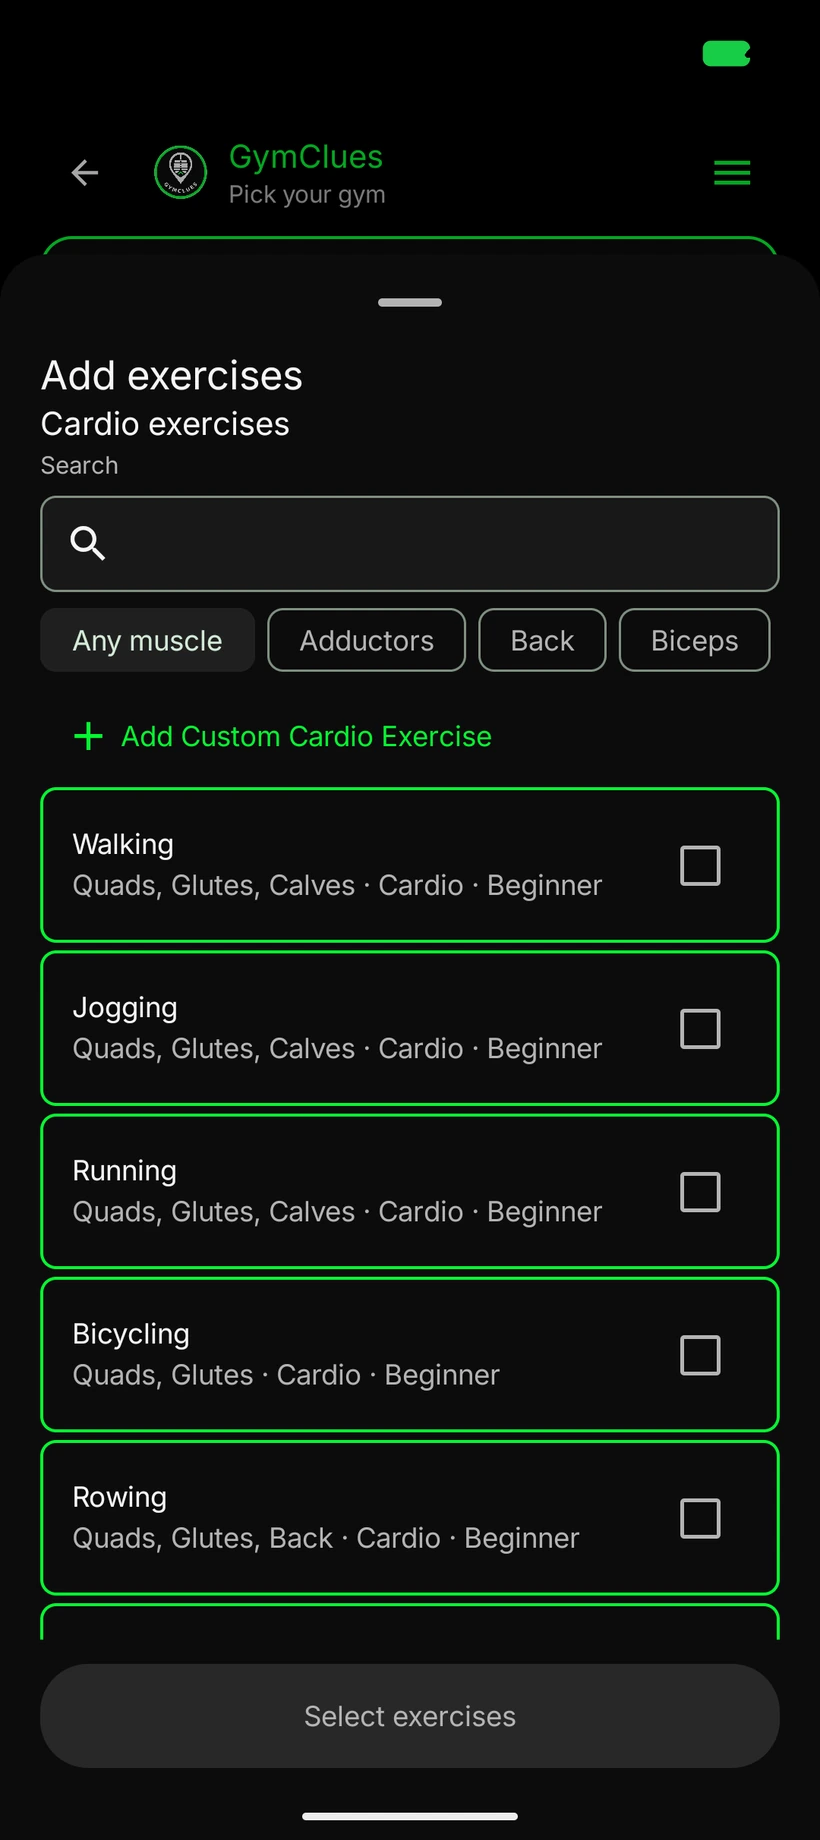 GymClues
Pick your gym
GYMCLUES
Add exercises
Cardio exercises
Search
Any muscle
Adductors
Back
Biceps
Add Custom Cardio Exercise
Walking
Quads, Glutes, Calves · Cardio · Beginner
Jogging
Quads, Glutes, Calves · Cardio · Beginner
Running
Quads, Glutes, Calves · Cardio · Beginner
Bicycling
Quads, Glutes · Cardio · Beginner
Rowing
Quads, Glutes, Back · Cardio · Beginner
Select exercises